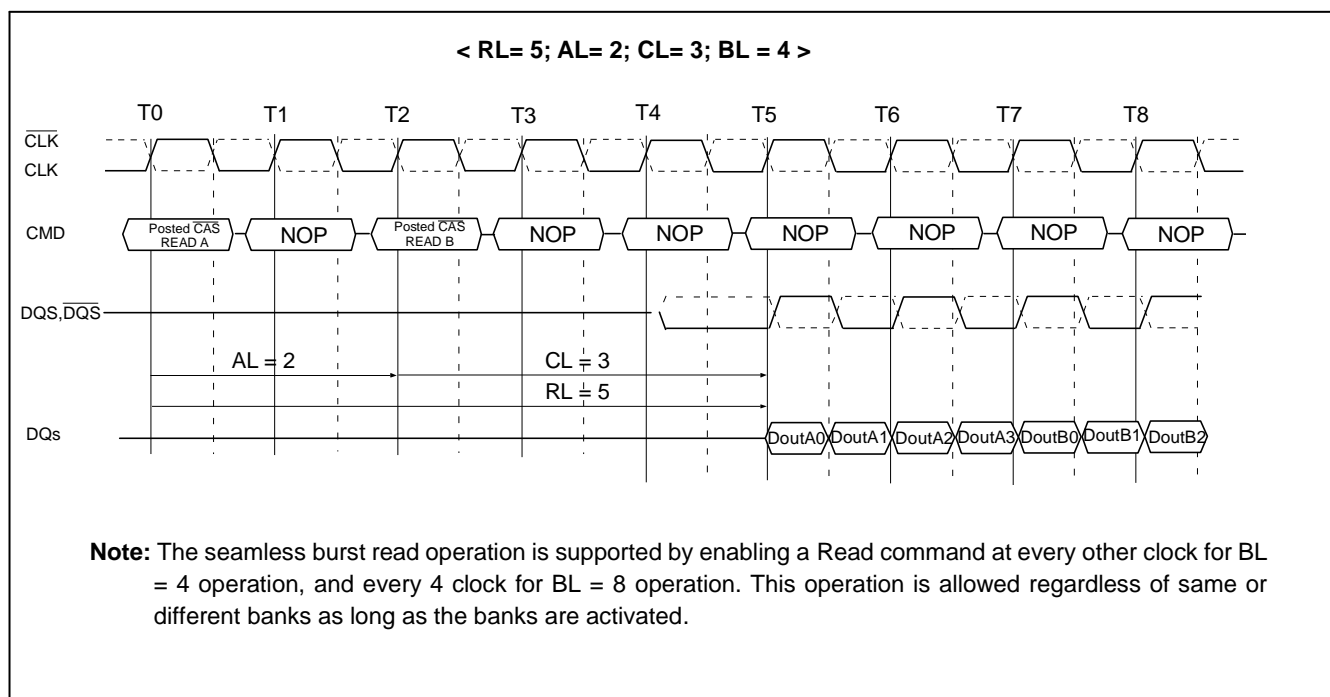 < RL= 5; AL= 2; CL= 3; BL = 4 >
T0 T1 T2 T3 T4 T5 T6 T7 T8
CLK
CLK
CMD
Posted CAS
READ A
NOP
Posted CAS
READ B
NOP
NOP
NOP
NOP
NOP
NOP
DQS,DQS
AL = 2
CL = 3
RL = 5
DQs
DoutA0 DoutA1 DoutA2 DoutA3 DoutB0 DoutB1 DoutB2
Note: The seamless burst read operation is supported by enabling a Read command at every other clock for BL
= 4 operation, and every 4 clock for BL = 8 operation. This operation is allowed regardless of same or
different banks as long as the banks are activated.